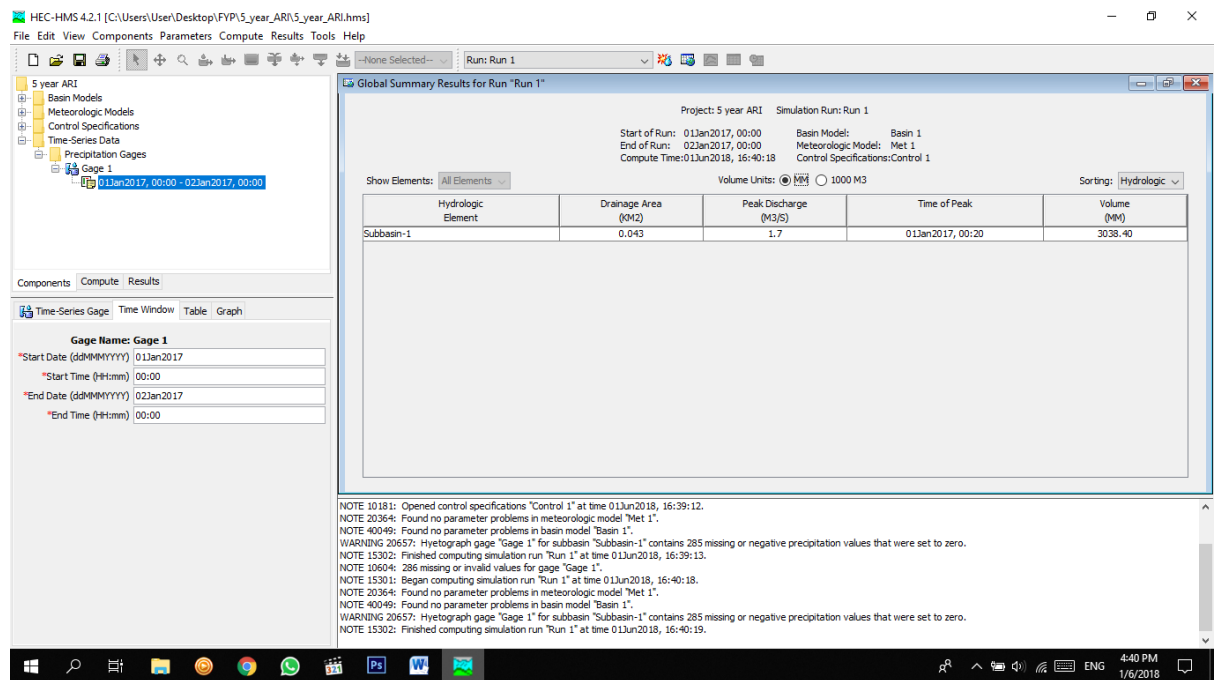 HEC-HMS 4.2.1 [C:\Users\User\Desktop\FYP\5_year_ARI\5_year_ARI.hms]
File Edit View Components Parameters Compute Results Tools Help
--None Selected-- Run: Run 1
5 year ARI
Basin Models
Meteorologic Models
Control Specifications
Time-Series Data
Precipitation Gages
Gage 1
01Jan2017, 00:00 - 02Jan2017, 00:00
Components Compute Results
Time-Series Gage Time Window Table Graph
Gage Name: Gage 1
*Start Date (ddMMMYYYY) 01Jan2017
*Start Time (HH:mm) 00:00
*End Date (ddMMMYYYY) 02Jan2017
*End Time (HH:mm) 00:00
Global Summary Results for Run "Run 1"
Project: 5 year ARI Simulation Run: Run 1
Start of Run: 01Jan2017, 00:00 Basin Model: Basin 1
End of Run: 02Jan2017, 00:00 Meteorologic Model: Met 1
Compute Time:01Jun2018, 16:40:18 Control Specifications:Control 1
Show Elements: All Elements Volume Units: MM 1000 M3 Sorting: Hydrologic
Hydrologic Drainage Area Peak Discharge Time of Peak Volume
Element (KM2) (M3/S) (MM)
Subbasin-1 0.043 1.7 01Jan2017, 00:20 3038.40
NOTE 10181: Opened control specifications "Control 1" at time 01Jun2018, 16:39:12.
NOTE 20364: Found no parameter problems in meteorologic model "Met 1".
NOTE 40049: Found no parameter problems in basin model "Basin 1".
WARNING 20657: Hyetograph gage "Gage 1" for subbasin "Subbasin-1" contains 285 missing or negative precipitation values that were set to zero.
NOTE 15302: Finished computing simulation run "Run 1" at time 01Jun2018, 16:39:13.
NOTE 10604: 286 missing or invalid values for gage "Gage 1".
NOTE 15301: Began computing simulation run "Run 1" at time 01Jun2018, 16:40:18.
NOTE 20364: Found no parameter problems in meteorologic model "Met 1".
NOTE 40049: Found no parameter problems in basin model "Basin 1".
WARNING 20657: Hyetograph gage "Gage 1" for subbasin "Subbasin-1" contains 285 missing or negative precipitation values that were set to zero.
NOTE 15302: Finished computing simulation run "Run 1" at time 01Jun2018, 16:40:19.
321 Ps W ENG 4:40 PM
1/6/2018